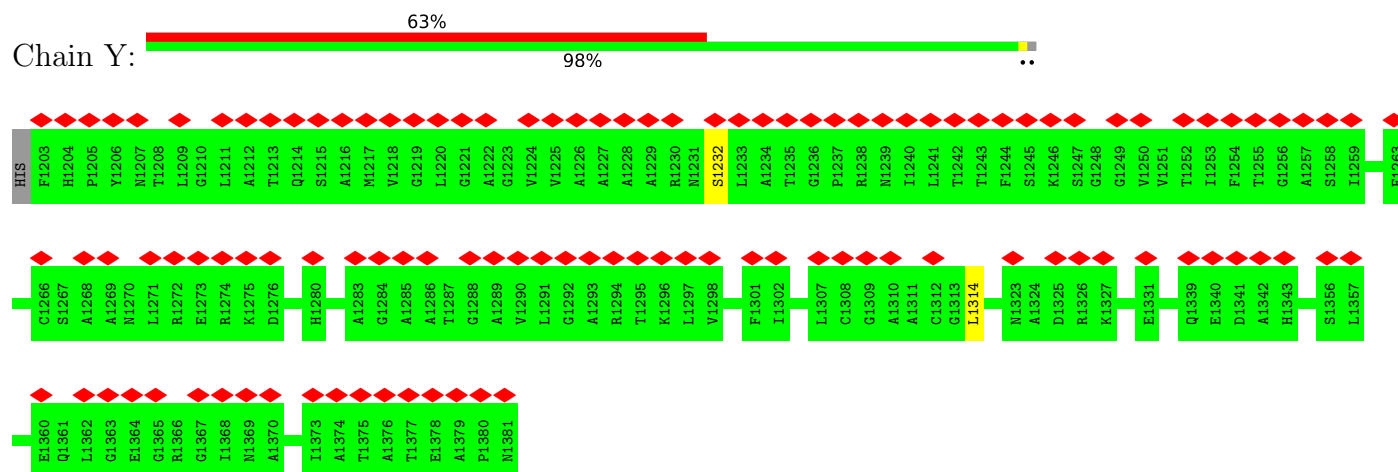 63%
Chain Y:
98%
••
HIS F1203 H1204 P1205 Y1206 N1207 T1208 L1209 G1210 L1211 A1212 T1213 Q1214 S1215 A1216 M1217 V1218 G1219 L1220 G1221 A1222 G1223 V1224 V1225 A1226 A1227 A1228 A1229 R1230 N1231 S1232 L1233 A1234 T1235 G1236 P1237 R1238 N1239 I1240 L1241 T1242 T1243 F1244 S1245 K1246 S1247 G1248 G1249 V1250 V1251 T1252 I1253 F1254 T1255 G1256 A1257 S1258 I1259 E1263
C1266 S1267 A1268 A1269 N1270 L1271 R1272 E1273 R1274 K1275 D1276 H1280 A1283 G1284 A1285 A1286 T1287 G1288 A1289 V1290 L1291 G1292 A1293 R1294 T1295 K1296 L1297 V1298 F1301 I1302 L1307 C1308 G1309 A1310 A1311 C1312 G1313 L1314 N1323 A1324 D1325 R1326 K1327 E1331 Q1339 E1340 D1341 A1342 H1343 S1356 L1357
E1360 Q1361 L1362 G1363 E1364 G1365 R1366 G1367 I1368 N1369 A1370 I1373 A1374 T1375 A1376 T1377 E1378 A1379 P1380 N1381